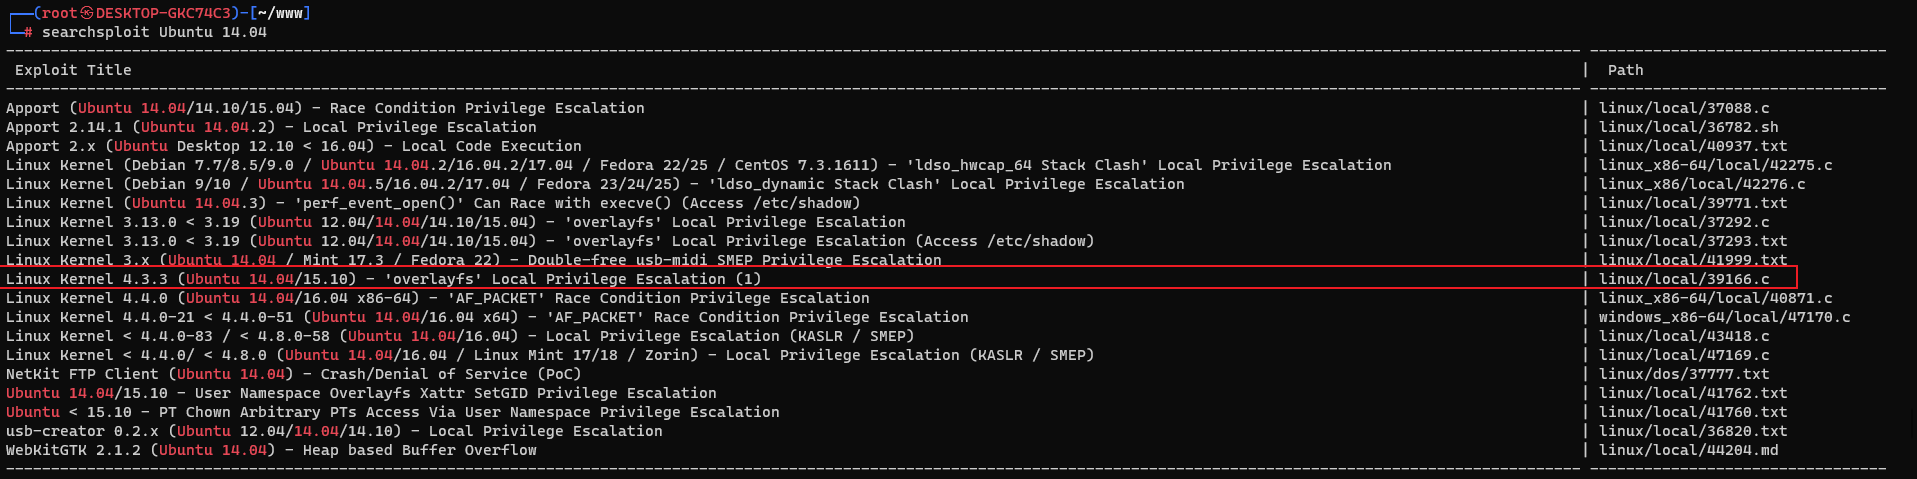 ┌──(root㉿DESKTOP-GKC74C3)-[~/www]
└─# searchsploit Ubuntu 14.04
Exploit Title | Path
Apport (Ubuntu 14.04/14.10/15.04) - Race Condition Privilege Escalation | linux/local/37088.c
Apport 2.14.1 (Ubuntu 14.04.2) - Local Privilege Escalation | linux/local/36782.sh
Apport 2.x (Ubuntu Desktop 12.10 < 16.04) - Local Code Execution | linux/local/40937.txt
Linux Kernel (Debian 7.7/8.5/9.0 / Ubuntu 14.04.2/16.04.2/17.04 / Fedora 22/25 / CentOS 7.3.1611) - 'ldso_hwcap_64 Stack Clash' Local Privilege Escalation | linux_x86-64/local/42275.c
Linux Kernel (Debian 9/10 / Ubuntu 14.04.5/16.04.2/17.04 / Fedora 23/24/25) - 'ldso_dynamic Stack Clash' Local Privilege Escalation | linux_x86/local/42276.c
Linux Kernel (Ubuntu 14.04.3) - 'perf_event_open()' Can Race with execve() (Access /etc/shadow) | linux/local/39771.txt
Linux Kernel 3.13.0 < 3.19 (Ubuntu 12.04/14.04/14.10/15.04) - 'overlayfs' Local Privilege Escalation | linux/local/37292.c
Linux Kernel 3.13.0 < 3.19 (Ubuntu 12.04/14.04/14.10/15.04) - 'overlayfs' Local Privilege Escalation (Access /etc/shadow) | linux/local/37293.txt
Linux Kernel 3.x (Ubuntu 14.04 / Mint 17.3 / Fedora 22) - Double-free usb-midi SMEP Privilege Escalation | linux/local/41999.txt
Linux Kernel 4.3.3 (Ubuntu 14.04/15.10) - 'overlayfs' Local Privilege Escalation (1) | linux/local/39166.c
Linux Kernel 4.4.0 (Ubuntu 14.04/16.04 x86-64) - 'AF_PACKET' Race Condition Privilege Escalation | linux_x86-64/local/40871.c
Linux Kernel 4.4.0-21 < 4.4.0-51 (Ubuntu 14.04/16.04 x64) - 'AF_PACKET' Race Condition Privilege Escalation | windows_x86-64/local/47170.c
Linux Kernel < 4.4.0-83 / < 4.8.0-58 (Ubuntu 14.04/16.04) - Local Privilege Escalation (KASLR / SMEP) | linux/local/43418.c
Linux Kernel < 4.4.0/ < 4.8.0 (Ubuntu 14.04/16.04 / Linux Mint 17/18 / Zorin) - Local Privilege Escalation (KASLR / SMEP) | linux/local/47169.c
NetKit FTP Client (Ubuntu 14.04) - Crash/Denial of Service (PoC) | linux/dos/37777.txt
Ubuntu 14.04/15.10 - User Namespace Overlayfs Xattr SetGID Privilege Escalation | linux/local/41762.txt
Ubuntu < 15.10 - PT Chown Arbitrary PTs Access Via User Namespace Privilege Escalation | linux/local/41760.txt
usb-creator 0.2.x (Ubuntu 12.04/14.04/14.10) - Local Privilege Escalation | linux/local/36820.txt
WebKitGTK 2.1.2 (Ubuntu 14.04) - Heap based Buffer Overflow | linux/local/44204.md